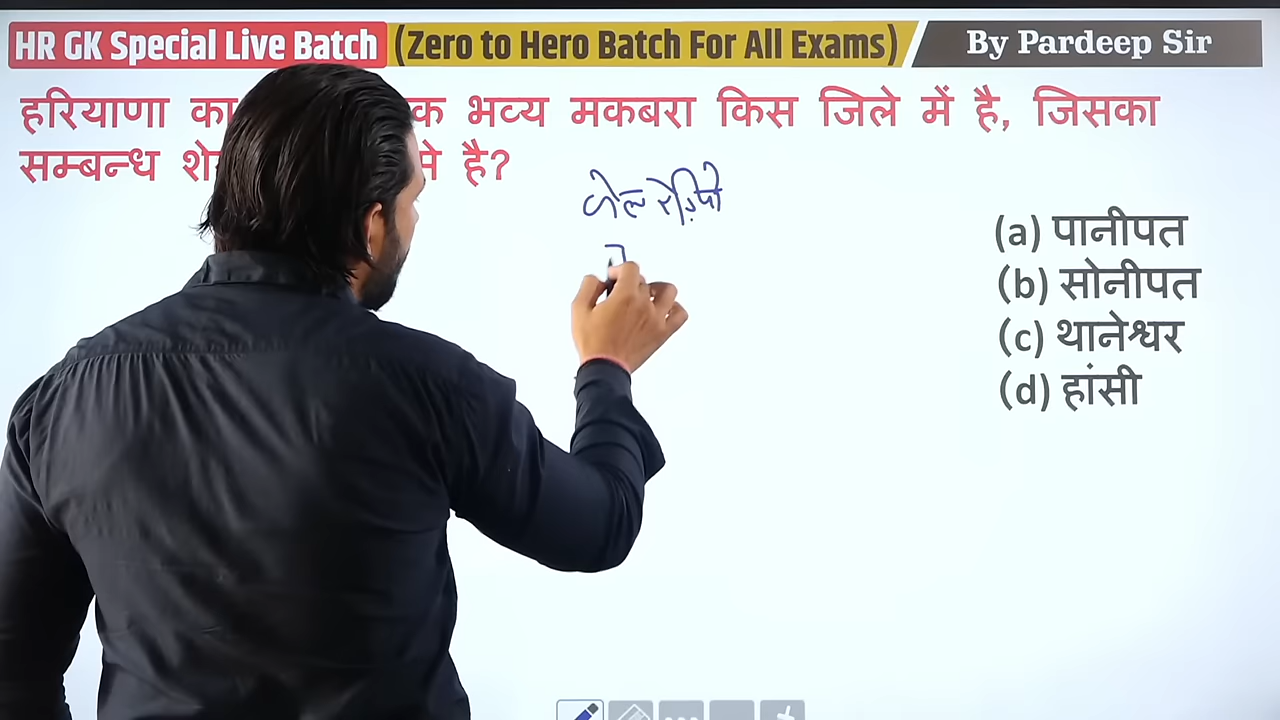 HR GK Special Live Batch (Zero to Hero Batch For All Exams) By Pardeep Sir
हरियाणा का क भव्य मकबरा किस जिले में है, जिसका
सम्बन्ध शे से है?
जेल रेडियो
(a) पानीपत
(b) सोनीपत
(c) थानेश्वर
(d) हांसी